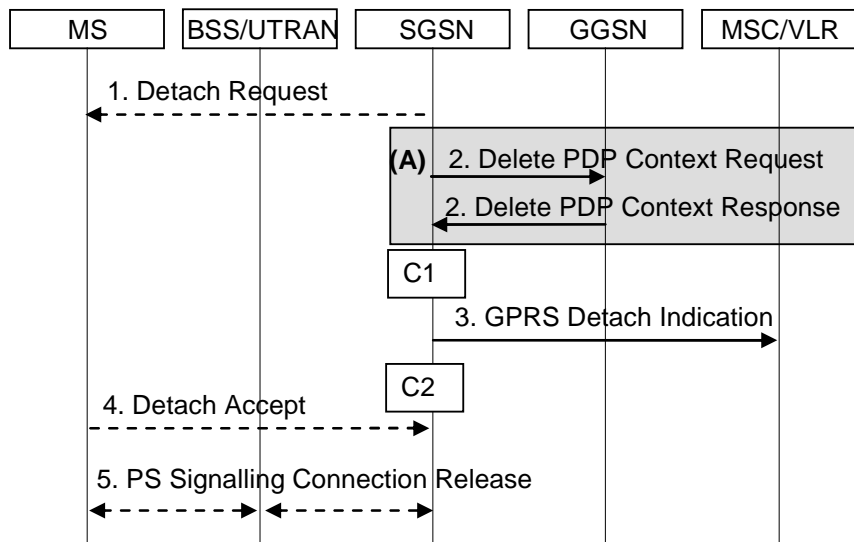 MS
BSS/UTRAN
SGSN
GGSN
MSC/VLR
1. Detach Request
(A)
2. Delete PDP Context Request
2. Delete PDP Context Response
C1
3. GPRS Detach Indication
C2
4. Detach Accept
5. PS Signalling Connection Release